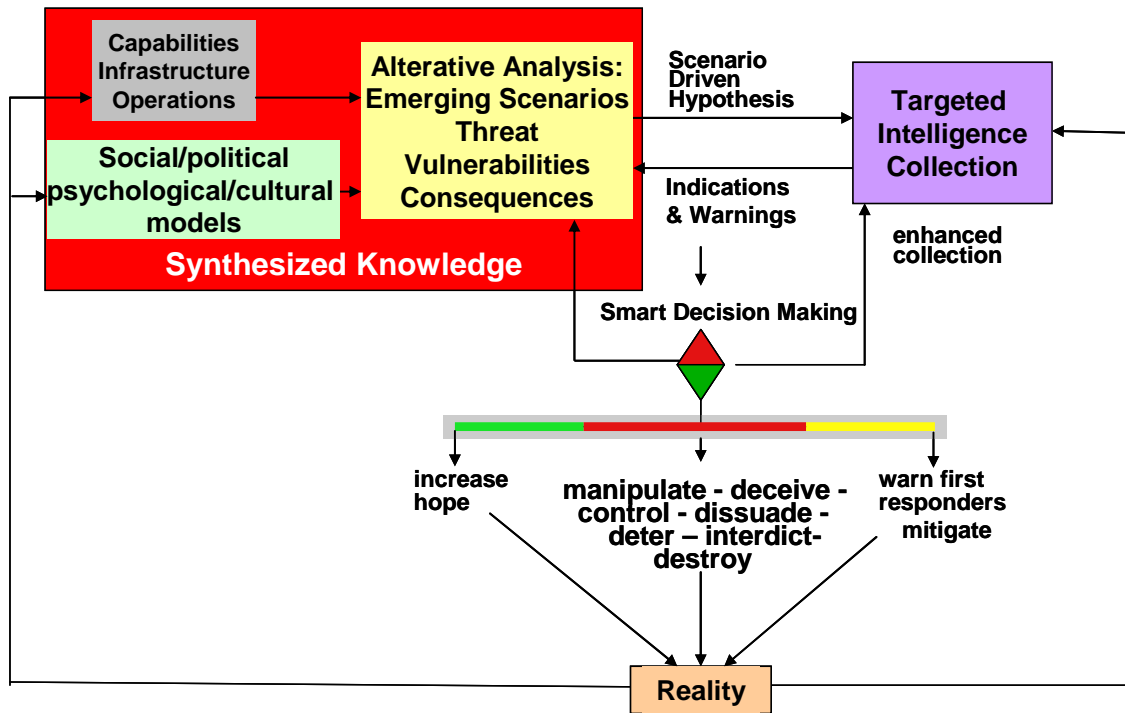 Capabilities
Infrastructure
Operations
Social/political
psychological/cultural
models
Alterative Analysis:
Emerging Scenarios
Threat
Vulnerabilities
Consequences
Synthesized Knowledge
Scenario
Driven
Hypothesis
Targeted
Intelligence
Collection
Indications
& Warnings
enhanced
collection
Smart Decision Making
increase
hope
manipulate - deceive -
control - dissuade -
deter – interdict-
destroy
warn first
responders
mitigate
Reality